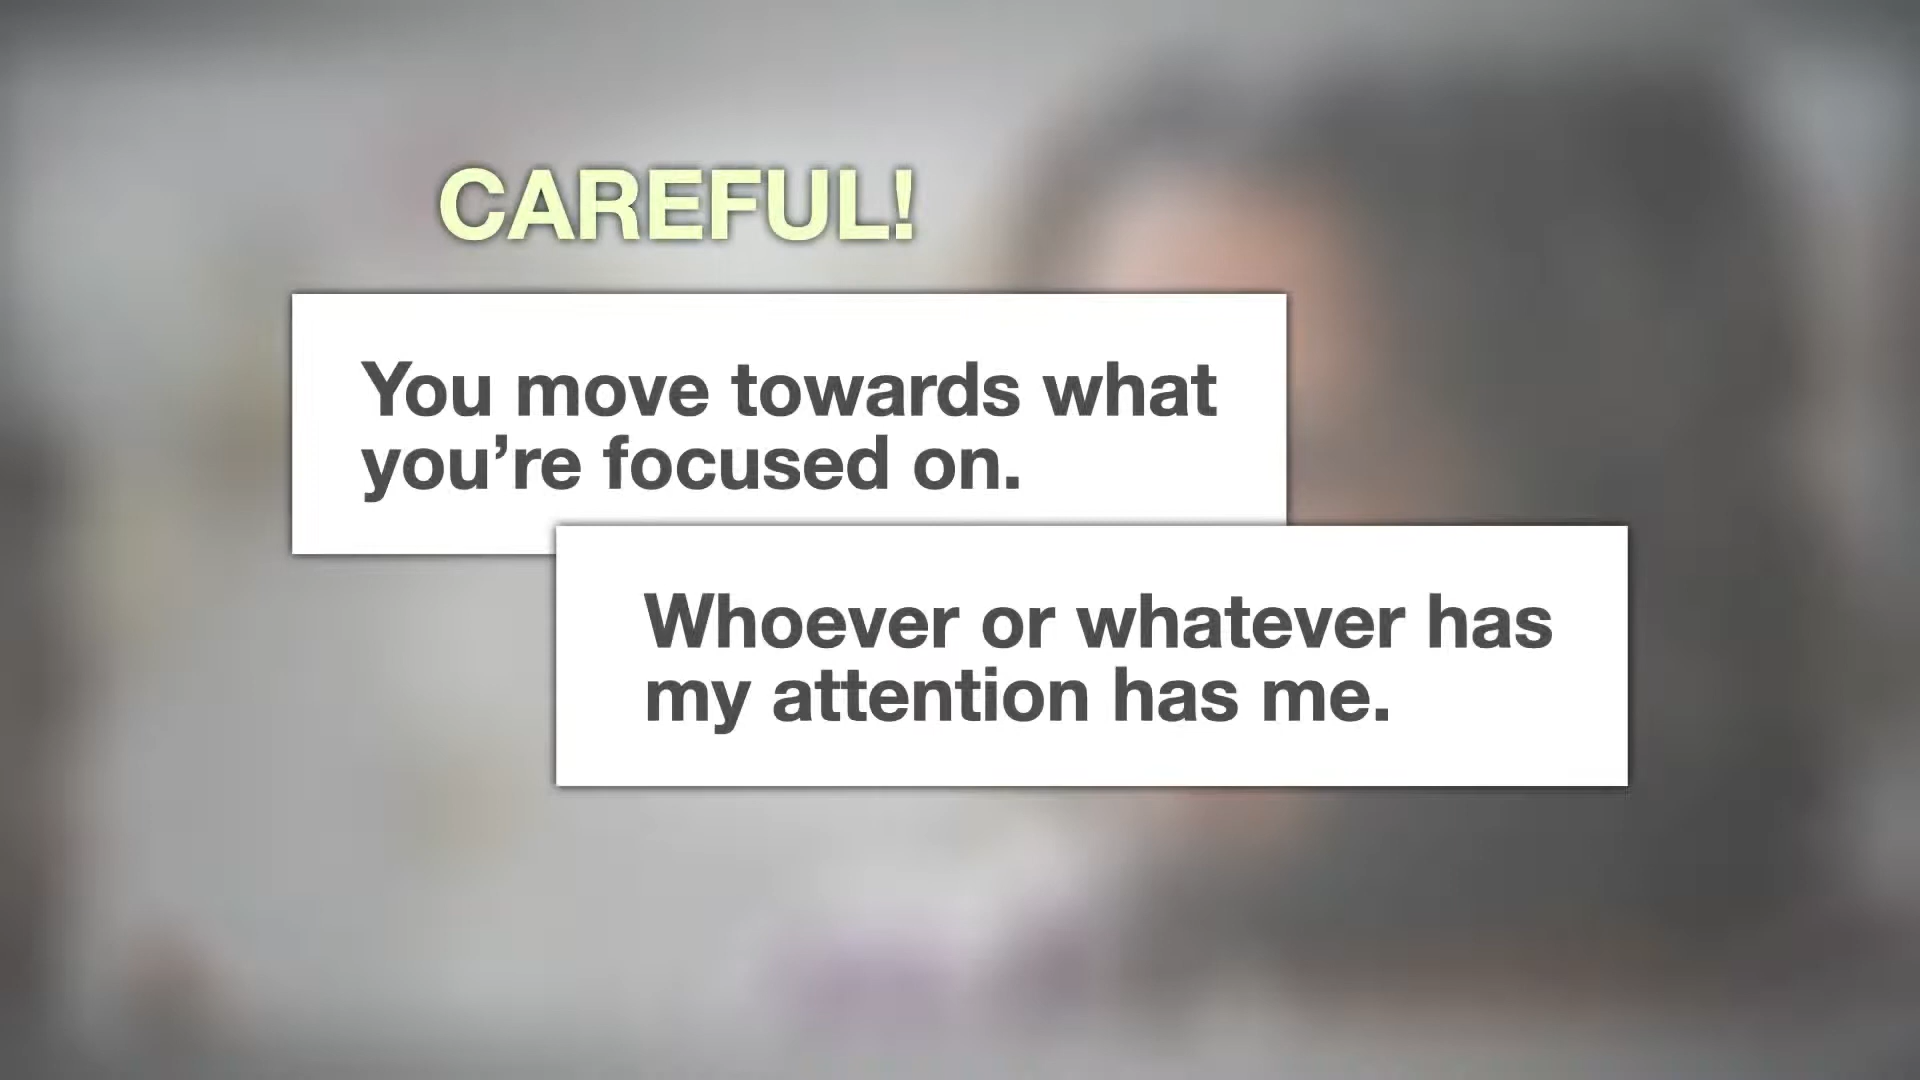 CAREFUL!
You move towards what
you’re focused on.
Whoever or whatever has
my attention has me.